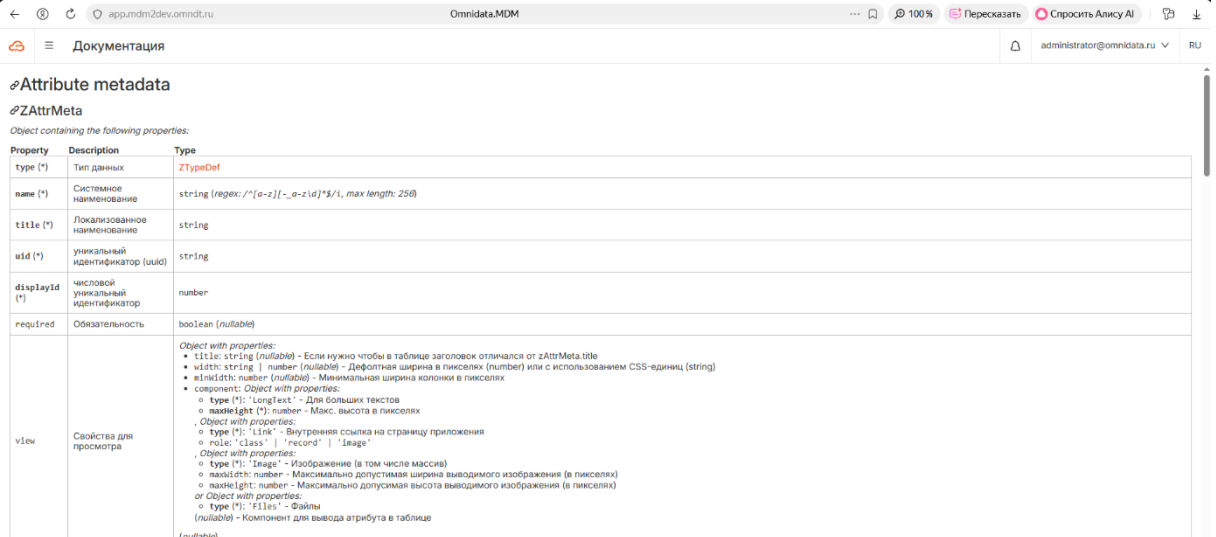 app.mdm2dev.omndt.ru Omnidata.MDM 100 % Пересказать Спросить Алису AI
Документация administrator@omnidata.ru RU
Attribute metadata
ZAttrMeta
Object containing the following properties:
Property Description Type
type (*) Тип данных ZTypeDef
name (*) Системное наименование string (regex: /^[a-z][-_a-z\d]*$/i, max length: 256)
title (*) Локализованное наименование string
uid (*) уникальный идентификатор (uuid) string
displayId (*) числовой уникальный идентификатор number
required Обязательность boolean (nullable)
view Свойства для просмотра
Object with properties:
• title: string (nullable) - Если нужно чтобы в таблице заголовок отличался от zAttrMeta.title
• width: string | number (nullable) - Дефолтная ширина в пикселях (number) или с использованием CSS-единиц (string)
• minWidth: number (nullable) - Минимальная ширина колонки в пикселях
• component: Object with properties:
○ type (*): 'LongText' - Для больших текстов
○ maxHeight (*): number - Макс. высота в пикселях
, Object with properties:
○ type (*): 'Link' - Внутренняя ссылка на страницу приложения
○ role: 'class' | 'record' | 'image'
, Object with properties:
○ type (*): 'Image' - Изображение (в том числе массив)
○ maxWidth: number - Максимально допустимая ширина выводимого изображения (в пикселях)
○ maxHeight: number - Максимально допусимая высота выводимого изображения (в пикселях)
or Object with properties:
○ type (*): 'Files' - Файлы
(nullable) - Компонент для вывода атрибута в таблице
(nullable)